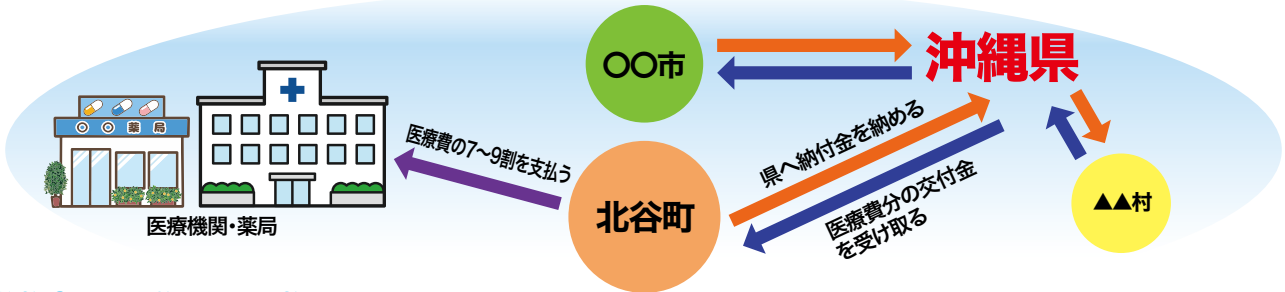 〇〇市
沖縄県
◎◎薬局
医療費の7〜9割を支払う
県へ納付金を納める
北谷町
医療費分の交付金
を受け取る
▲▲村
医療機関・薬局